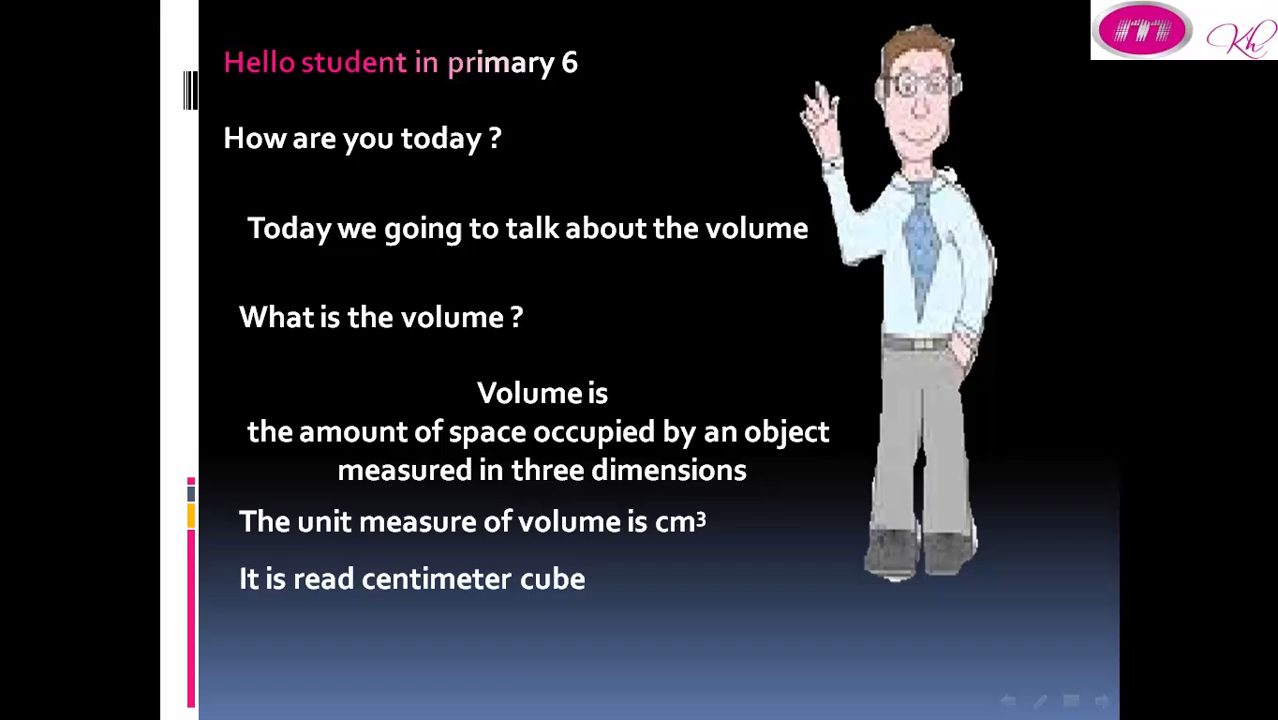 Hello student in primary 6
How are you today ?
Today we going to talk about the volume
What is the volume ?
Volume is
the amount of space occupied by an object
measured in three dimensions
The unit measure of volume is cm³
It is read centimeter cube
m
Kh